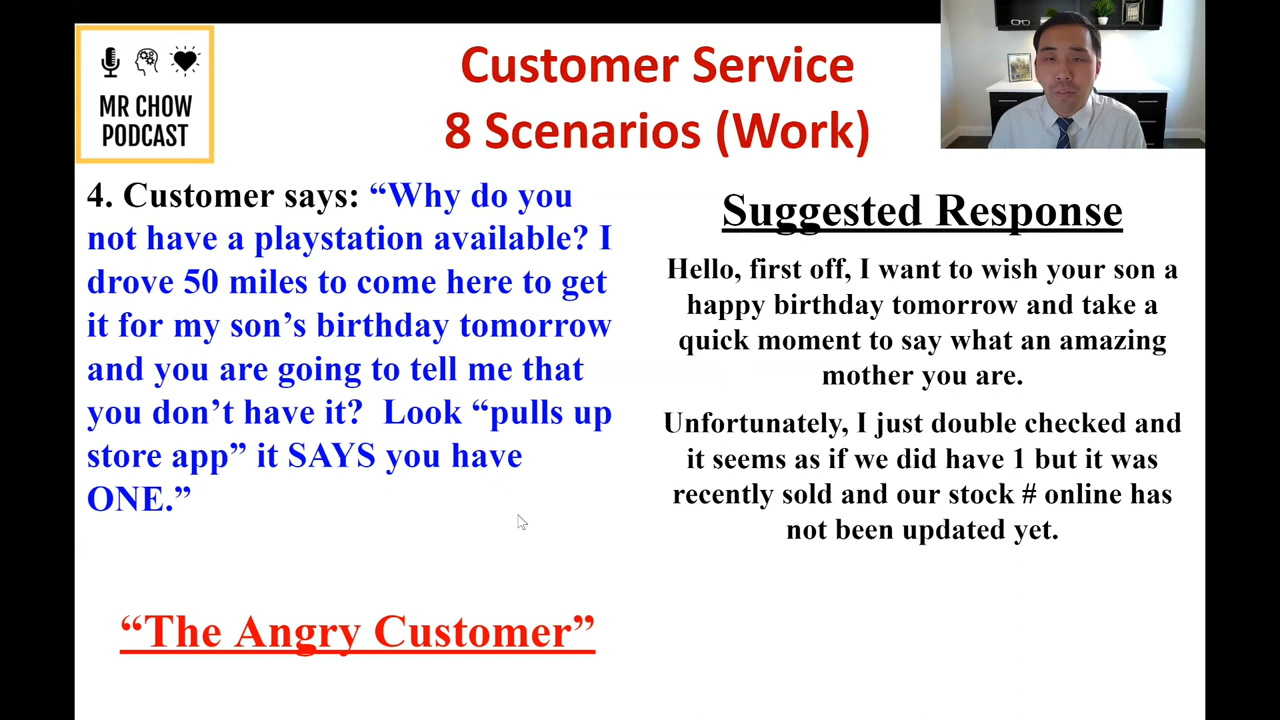 MR CHOW
PODCAST
Customer Service
8 Scenarios (Work)
4. Customer says: “Why do you
not have a playstation available? I
drove 50 miles to come here to get
it for my son’s birthday tomorrow
and you are going to tell me that
you don’t have it?  Look “pulls up
store app” it SAYS you have
ONE.”
“The Angry Customer”
Suggested Response
Hello, first off, I want to wish your son a
happy birthday tomorrow and take a
quick moment to say what an amazing
mother you are.
Unfortunately, I just double checked and
it seems as if we did have 1 but it was
recently sold and our stock # online has
not been updated yet.